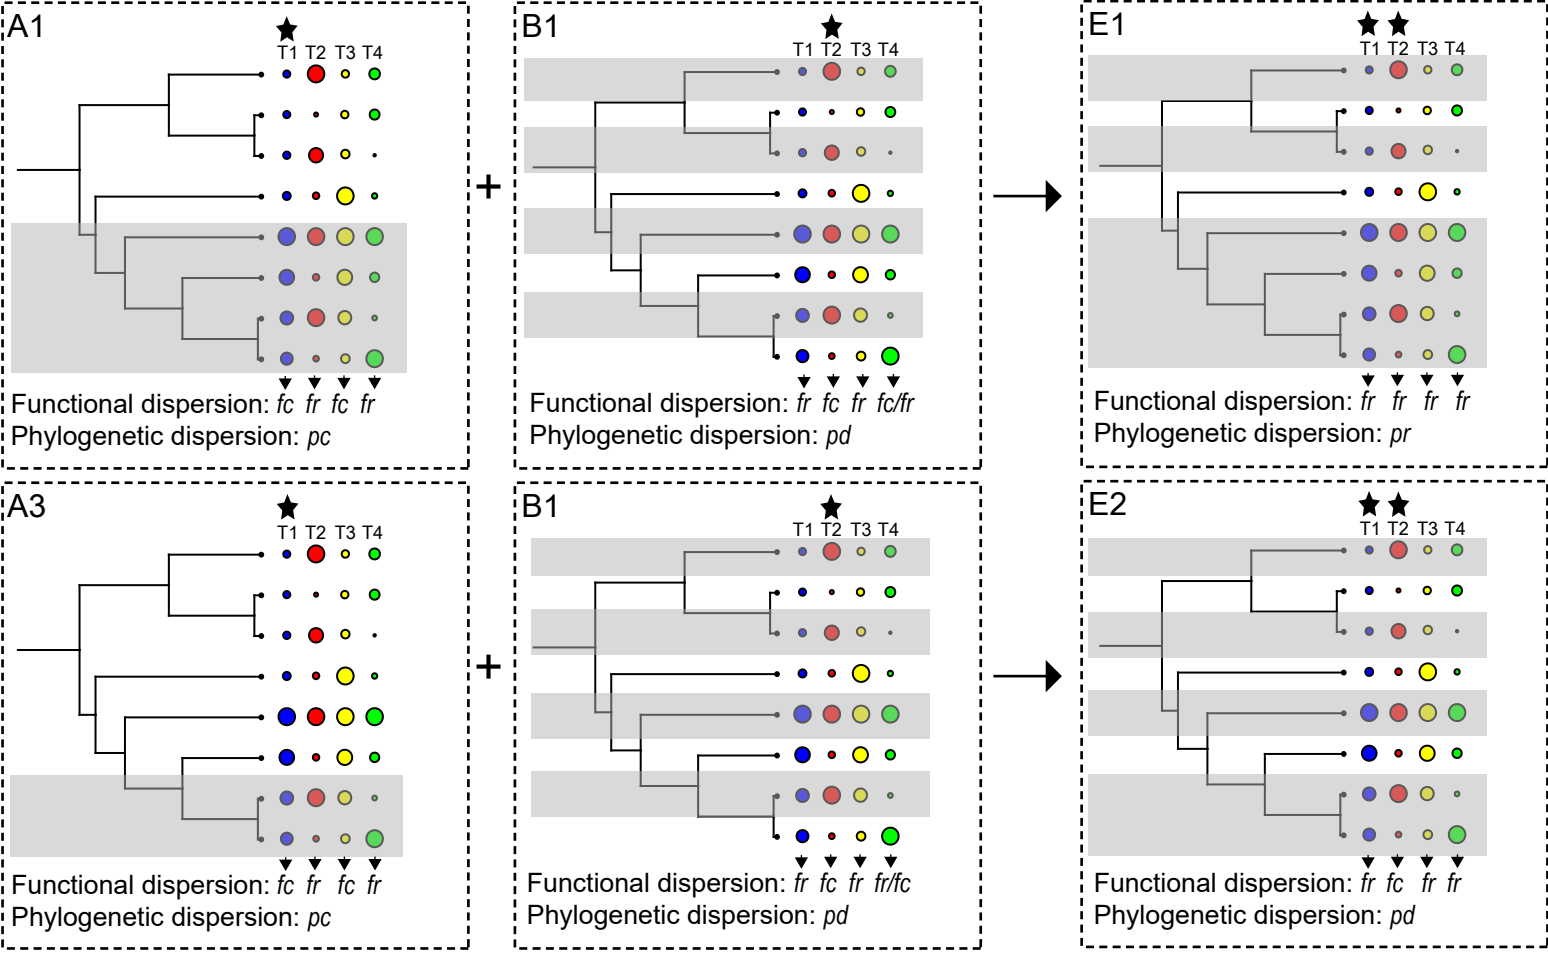 A1
T1 T2 T3 T4
Functional dispersion: fc fr fc fr
Phylogenetic dispersion: pc
+
B1
T1 T2 T3 T4
Functional dispersion: fr fc fr fc/fr
Phylogenetic dispersion: pd
E1
T1 T2 T3 T4
Functional dispersion: fr fr fr fr
Phylogenetic dispersion: pr
A3
T1 T2 T3 T4
Functional dispersion: fc fr fc fr
Phylogenetic dispersion: pc
+
B1
T1 T2 T3 T4
Functional dispersion: fr fc fr fr/fc
Phylogenetic dispersion: pd
E2
T1 T2 T3 T4
Functional dispersion: fr fc fr fr
Phylogenetic dispersion: pd